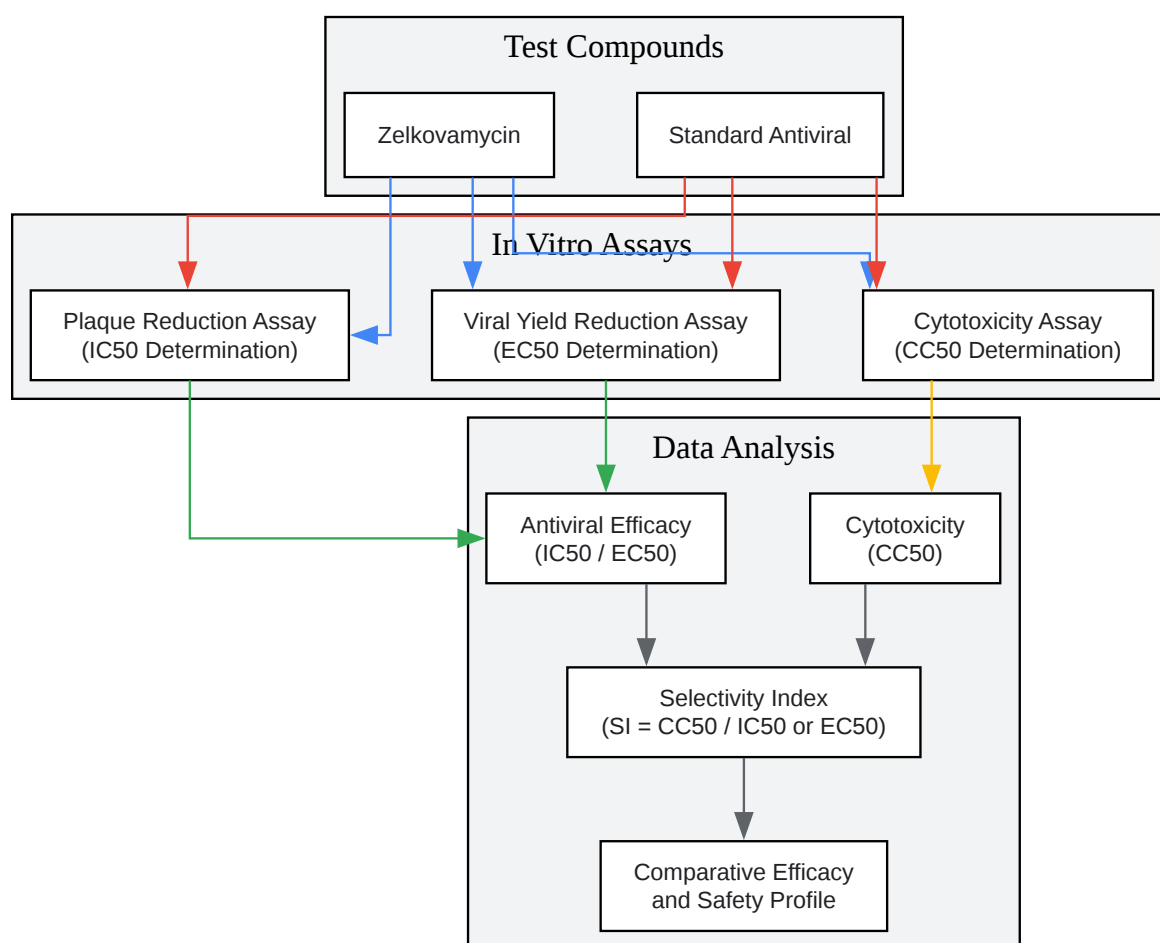 Test Compounds
Zelkovamycin
Standard Antiviral
In Vitro Assays
Plaque Reduction Assay
(IC50 Determination)
Viral Yield Reduction Assay
(EC50 Determination)
Cytotoxicity Assay
(CC50 Determination)
Data Analysis
Antiviral Efficacy
(IC50 / EC50)
Cytotoxicity
(CC50)
Selectivity Index
(SI = CC50 / IC50 or EC50)
Comparative Efficacy
and Safety Profile